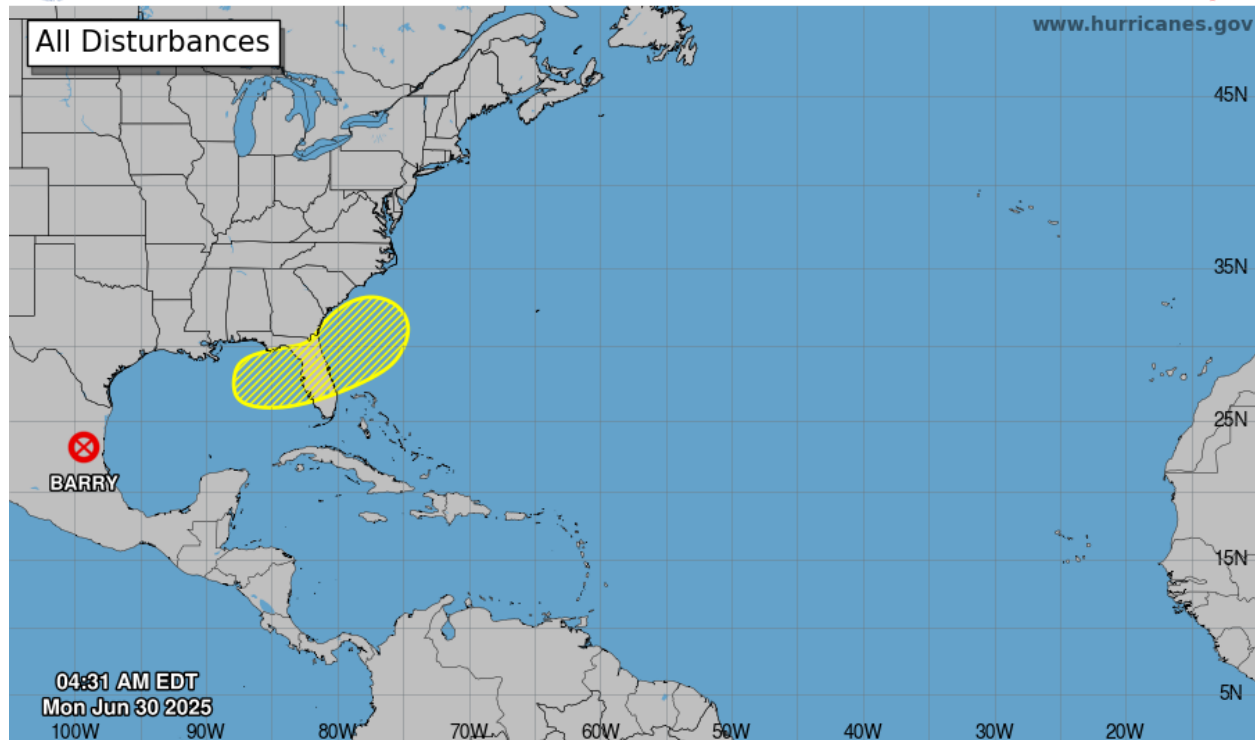 All Disturbances
www.hurricanes.gov
45N
35N
25N
BARRY
15N
04:31 AM EDT
Mon Jun 30 2025
5N
100W 90W 80W 70W 60W 50W 40W 30W 20W